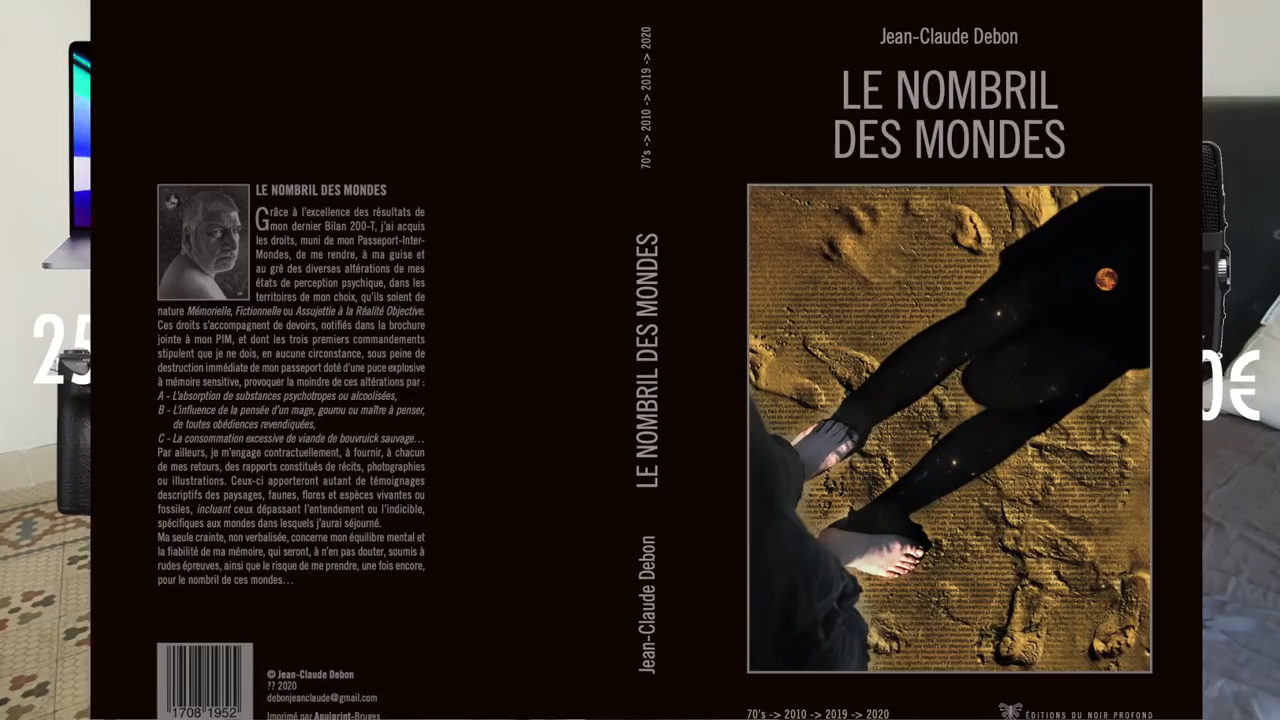 LE NOMBRIL DES MONDES
Grâce à l'excellence des résultats de
mon dernier Bilan 200-T, j'ai acquis
les droits, muni de mon Passeport-Inter-
Mondes, de me rendre, à ma guise et
au gré des diverses altérations de mes
états de perception psychique, dans les
territoires de mon choix, qu'ils soient de
nature Mémorielle, Fictionnelle ou Assujettie à la Réalité Objective.
Ces droits s'accompagnent de devoirs, notifiés dans la brochure
jointe à mon PIM, et dont les trois premiers commandements
stipulent que je ne dois, en aucune circonstance, sous peine de
destruction immédiate de mon passeport doté d'une puce explosive
à mémoire sensitive, provoquer la moindre de ces altérations par :
A - L'absorption de substances psychotropes ou alcoolisées,
B - L'influence de la pensée d'un mage, gourou ou maître à penser,
de toutes obédiences revendiquées,
C - La consommation excessive de viande de bouvruick sauvage...
Par ailleurs, je m'engage contractuellement, à fournir, à chacun
de mes retours, des rapports constitués de récits, photographies
ou illustrations. Ceux-ci apporteront autant de témoignages
descriptifs des paysages, faunes, flores et espèces vivantes ou
fossiles, incluant ceux dépassant l'entendement ou l'indicible,
spécifiques aux mondes dans lesquels j'aurai séjourné.
Ma seule crainte, non verbalisée, concerne mon équilibre mental et
la fiabilité de ma mémoire, qui seront, à n'en pas douter, soumis à
rudes épreuves, ainsi que le risque de me prendre, une fois encore,
pour le nombril de ces mondes...
1708 1952
© Jean-Claude Debon
?? 2020
debonjeanclaude@gmail.com
Imprimé par Aquiprint-Bruges
70's -> 2010 -> 2019 -> 2020
LE NOMBRIL DES MONDES
Jean-Claude Debon
Jean-Claude Debon
LE NOMBRIL
DES MONDES
70's -> 2010 -> 2019 -> 2020
ÉDITIONS DU NOIR PROFOND
25
0€